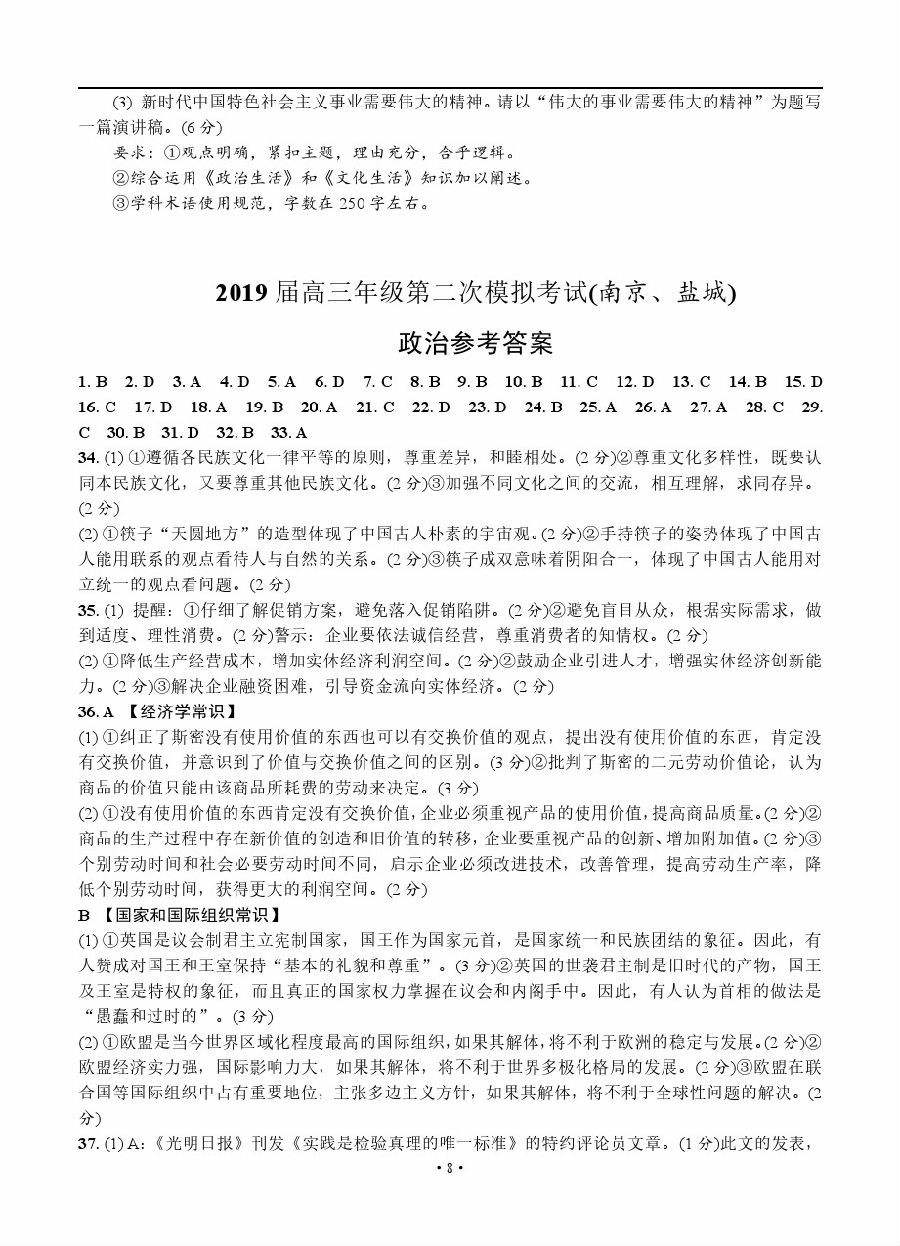 (3) 新时代中国特色社会主义事业需要伟大的精神。请以“伟大的事业需要伟大的精神”为题写
一篇演讲稿。(6 分)
要求：①观点明确，紧扣主题，理由充分，合乎逻辑。
②综合运用《政治生活》和《文化生活》知识加以阐述。
③学科术语使用规范，字数在 250 字左右。
2019 届高三年级第二次模拟考试(南京、盐城)
政治参考答案
1. B 2. D 3. A 4. D 5. A 6. D 7. C 8. B 9. B 10. B 11. C 12. D 13. C 14. B 15. D
16. C 17. D 18. A 19. B 20. A 21. C 22. D 23. D 24. B 25. A 26. A 27. A 28. C 29.
C 30. B 31. D 32. B 33. A
34. (1) ①遵循各民族文化一律平等的原则，尊重差异，和睦相处。(2 分)②尊重文化多样性，既要认
同本民族文化，又要尊重其他民族文化。(2 分)③加强不同文化之间的交流，相互理解，求同存异。
(2 分)
(2) ①筷子“天圆地方”的造型体现了中国古人朴素的宇宙观。(2 分)②手持筷子的姿势体现了中国古
人能用联系的观点看待人与自然的关系。(2 分)③筷子成双意味着阴阳合一，体现了中国古人能用对
立统一的观点看问题。(2 分)
35. (1) 提醒：①仔细了解促销方案，避免落入促销陷阱。(2 分)②避免盲目从众，根据实际需求，做
到适度、理性消费。(2 分)警示：企业要依法诚信经营，尊重消费者的知情权。(2 分)
(2) ①降低生产经营成本，增加实体经济利润空间。(2 分)②鼓动企业引进人才，增强实体经济创新能
力。(2 分)③解决企业融资困难，引导资金流向实体经济。(2 分)
36. A 【经济学常识】
(1) ①纠正了斯密没有使用价值的东西也可以有交换价值的观点，提出没有使用价值的东西，肯定没
有交换价值，并意识到了价值与交换价值之间的区别。(3 分)②批判了斯密的二元劳动价值论，认为
商品的价值只能由该商品所耗费的劳动来决定。(3 分)
(2) ①没有使用价值的东西肯定没有交换价值，企业必须重视产品的使用价值，提高商品质量。(2 分)②
商品的生产过程中存在新价值的创造和旧价值的转移，企业要重视产品的创新、增加附加值。(2 分)③
个别劳动时间和社会必要劳动时间不同，启示企业必须改进技术，改善管理，提高劳动生产率，降
低个别劳动时间，获得更大的利润空间。(2 分)
B 【国家和国际组织常识】
(1) ①英国是议会制君主立宪制国家，国王作为国家元首，是国家统一和民族团结的象征。因此，有
人赞成对国王和王室保持“基本的礼貌和尊重”。(3 分)②英国的世袭君主制是旧时代的产物，国王
及王室是特权的象征，而且真正的国家权力掌握在议会和内阁手中。因此，有人认为首相的做法是
“愚蠢和过时的”。(3 分)
(2) ①欧盟是当今世界区域化程度最高的国际组织，如果其解体，将不利于欧洲的稳定与发展。(2 分)②
欧盟经济实力强，国际影响力大，如果其解体，将不利于世界多极化格局的发展。(2 分)③欧盟在联
合国等国际组织中占有重要地位，主张多边主义方针，如果其解体，将不利于全球性问题的解决。(2
分)
37. (1) A：《光明日报》刊发《实践是检验真理的唯一标准》的特约评论员文章。(1 分)此文的发表，
• 8 •